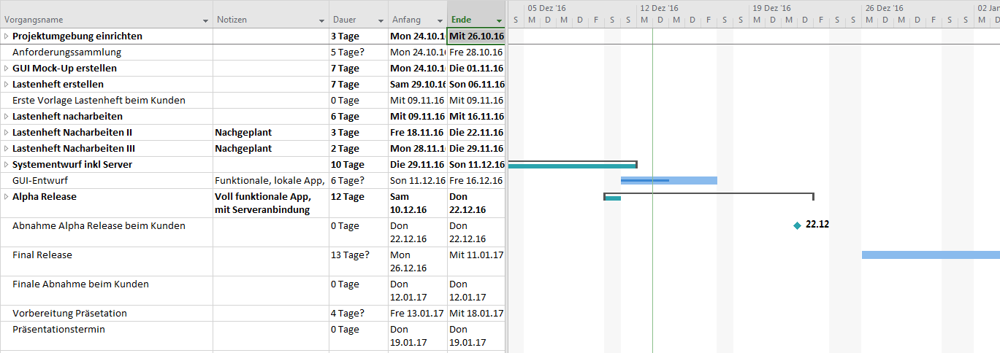 Vorgangsname Notizen Dauer Anfang Ende
05 Dez '16 12 Dez '16 19 Dez '16 26 Dez '16 02 Jan
S M D M D F S S M D M D F S S M D M D F S S M D M D F S S M D
Projektumgebung einrichten 3 Tage Mon 24.10.1 Mit 26.10.16
Anforderungssammlung 5 Tage? Mon 24.10.1 Fre 28.10.16
GUI Mock-Up erstellen 7 Tage Mon 24.10.1 Die 01.11.16
Lastenheft erstellen 7 Tage Sam 29.10.16 Son 06.11.16
Erste Vorlage Lastenheft beim Kunden 0 Tage Mit 09.11.16 Mit 09.11.16
Lastenheft nacharbeiten 6 Tage Mit 09.11.16 Mit 16.11.16
Lastenheft Nacharbeiten II Nachgeplant 3 Tage Fre 18.11.16 Die 22.11.16
Lastenheft Nacharbeiten III Nachgeplant 2 Tage Mon 28.11.16 Die 29.11.16
Systementwurf inkl Server 10 Tage Die 29.11.16 Son 11.12.16
GUI-Entwurf Funktionale, lokale App, 6 Tage? Son 11.12.16 Fre 16.12.16
Alpha Release Voll funktionale App, 12 Tage Sam Don
mit Serveranbindung 10.12.16 22.12.16
Abnahme Alpha Release beim Kunden 0 Tage Don Don 22.12
22.12.16 22.12.16
Final Release 13 Tage? Mon Mit 11.01.17
26.12.16
Finale Abnahme beim Kunden 0 Tage Don Don
12.01.17 12.01.17
Vorbereitung Präsetation 4 Tage? Fre 13.01.17 Mit 18.01.17
Präsentationstermin 0 Tage Don Don
19.01.17 19.01.17